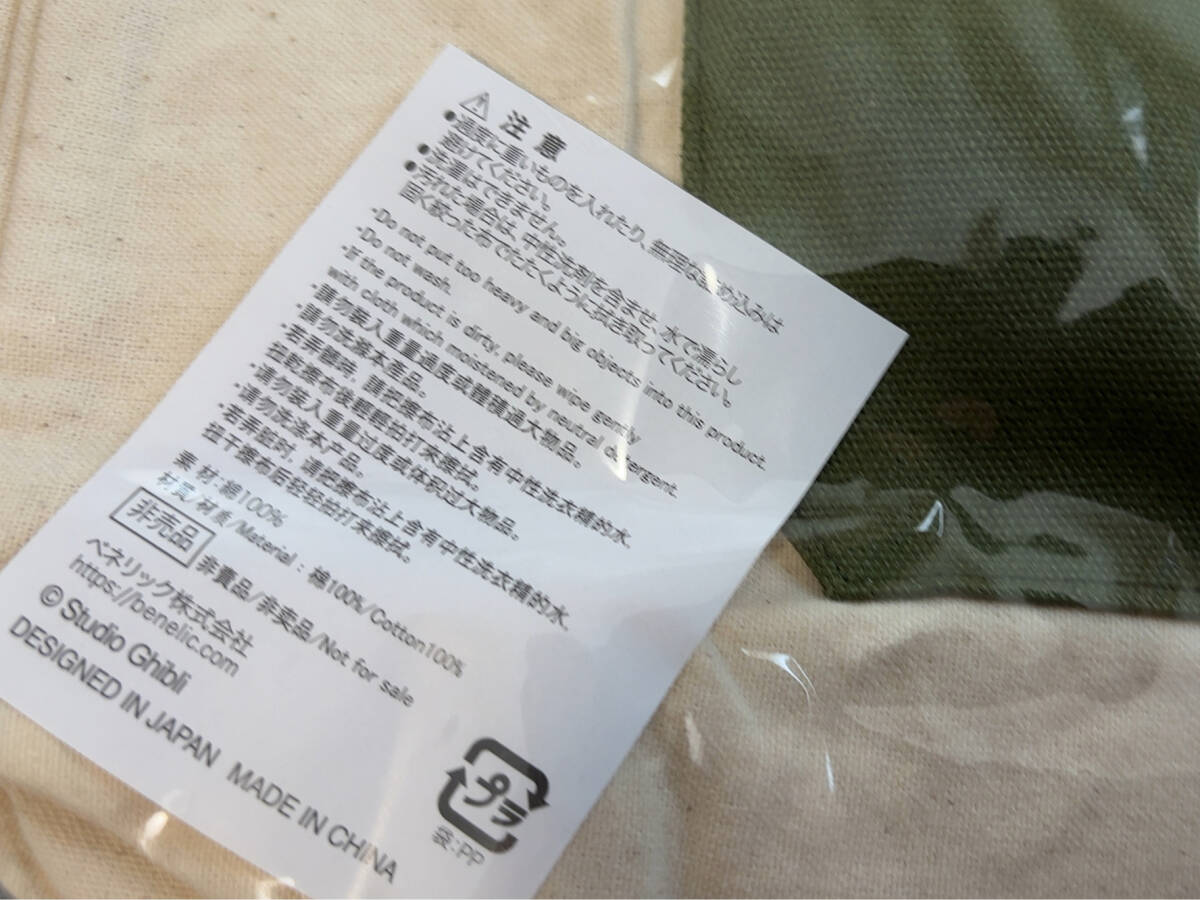 ⚠ 注意
●過度に重いものを入れたり、無理な詰め込みは
避けてください。
●洗濯はできません。
●汚れた場合は、中性洗剤を含ませ、水で濡らし
固く絞った布でたたくように拭き取ってください。
・Do not put too heavy and big objects into this product.
・Do not wash.
・If the product is dirty, please wipe gently
with cloth which moistened by neutral detergent.
・請勿裝入重量過度或體積過大物品。
・請勿洗滌本產品。
・若弄髒時，請把擦布沾上含有中性洗衣精的水，
並乾擦布後輕輕拍打來擦拭。
・请勿装入重量过度或体积过大物品。
・请勿洗涤本产品。
・若弄脏时，请把擦布沾上含有中性洗衣精的水，
拧干擦布后轻轻拍打来擦拭。
素材：綿100%
材質/材质/Material：綿100%/Cotton100%
非売品 非賣品/非卖品/Not for sale
ベネリック株式会社
https://benelic.com
© Studio Ghibli
DESIGNED IN JAPAN MADE IN CHINA
プラ
袋:PP